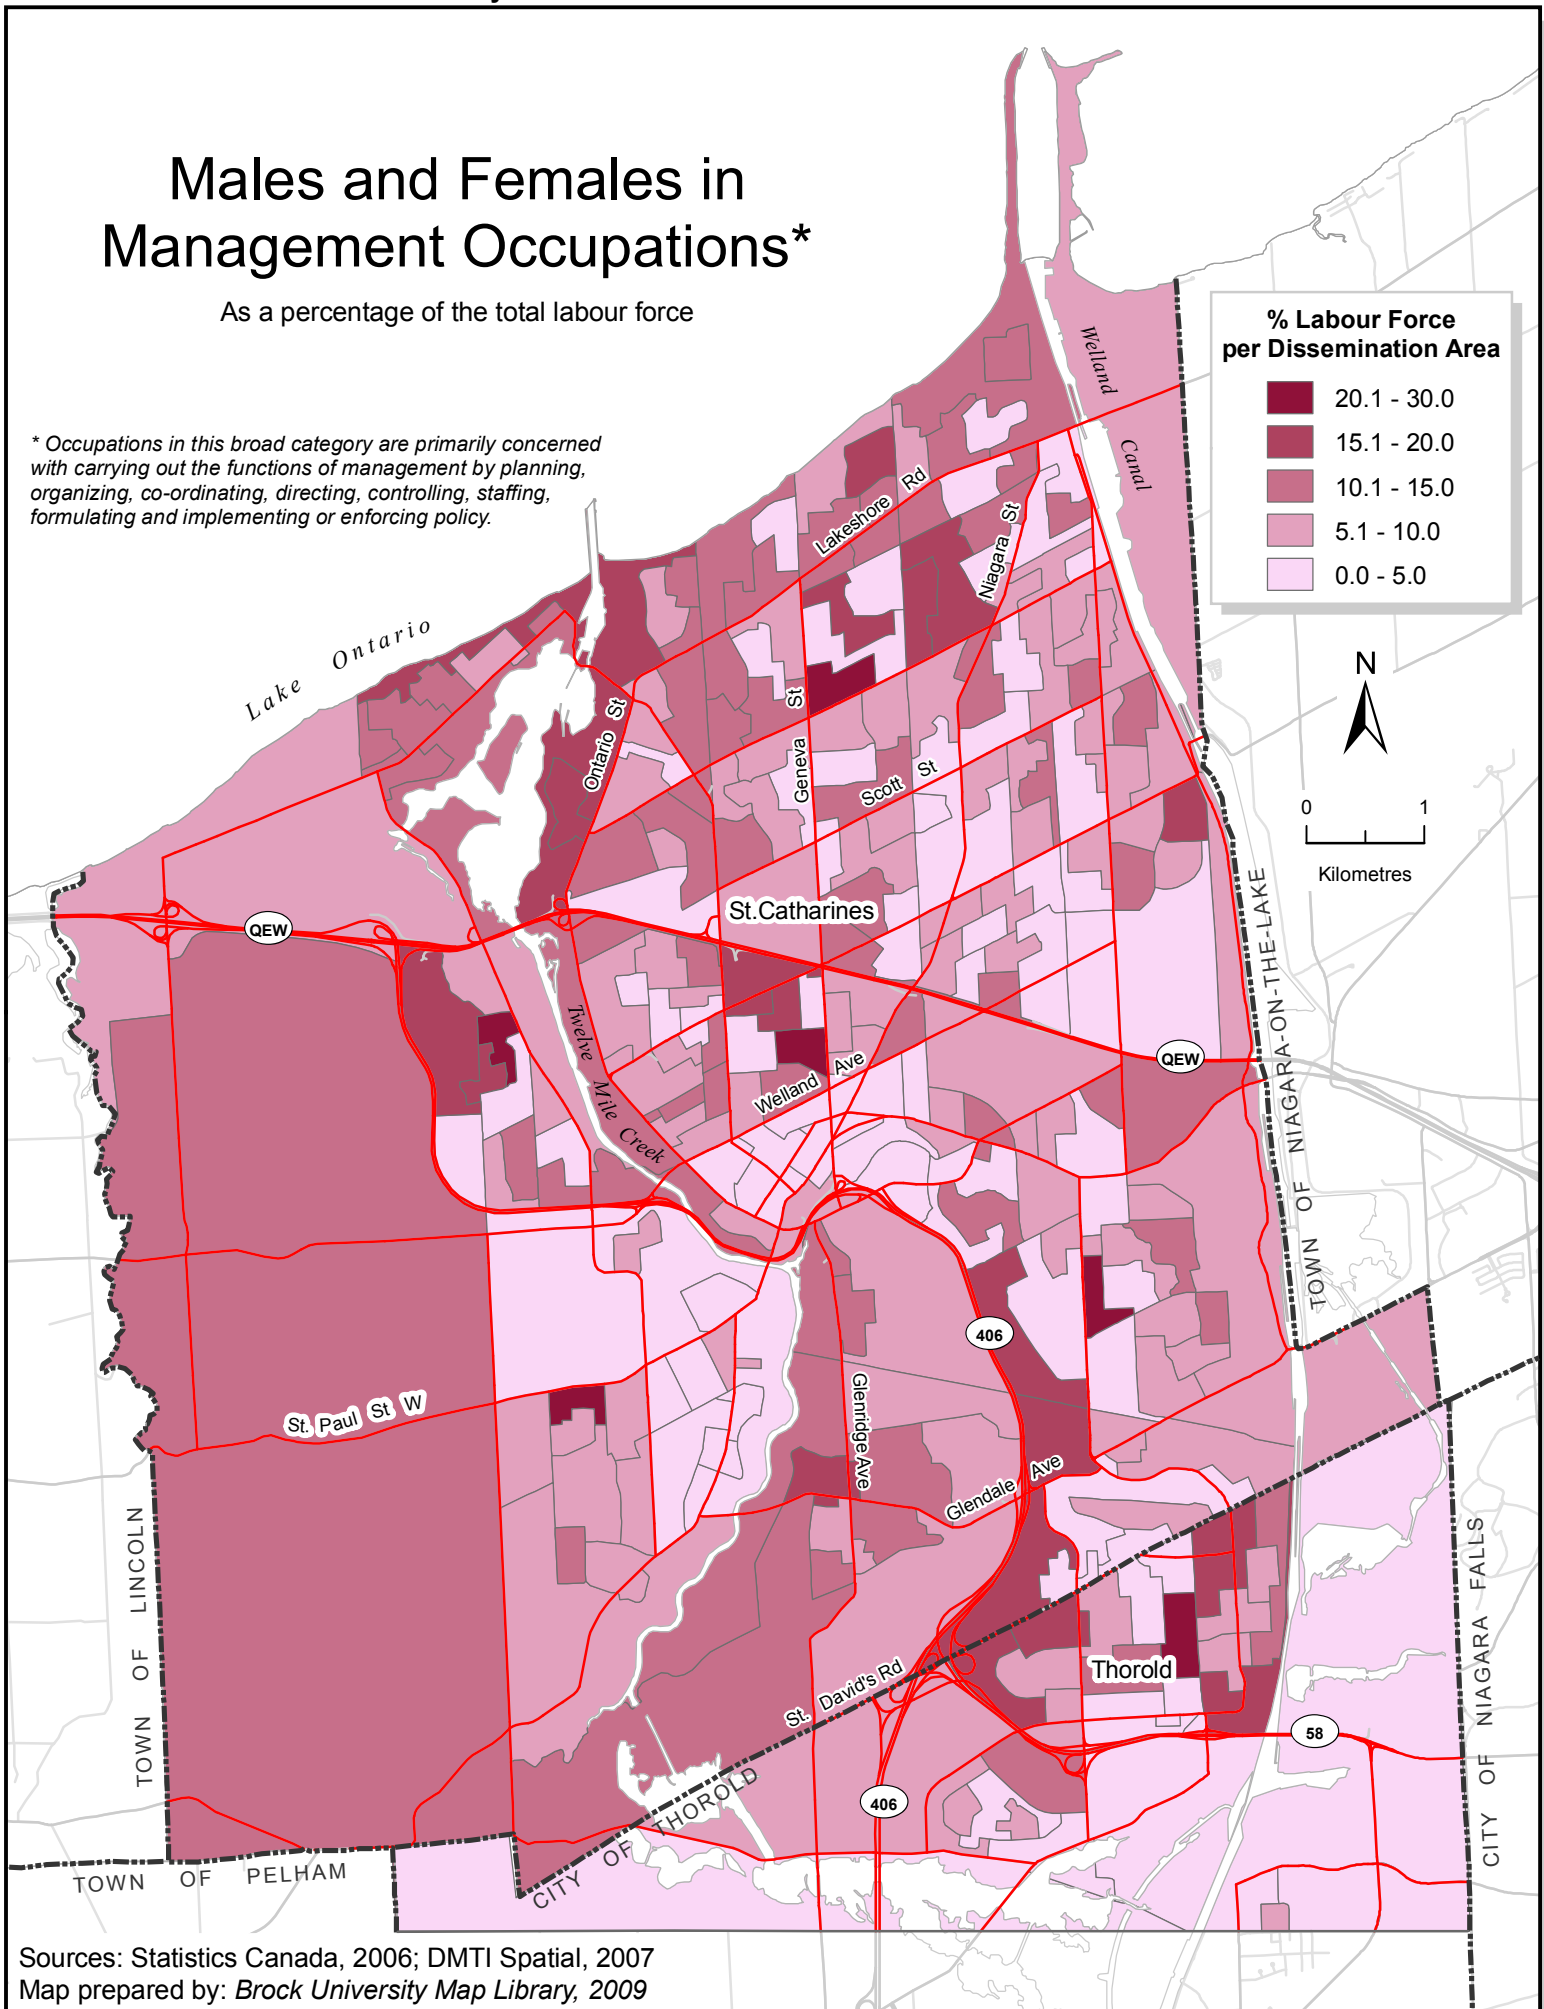 Males and Females in
Management Occupations*
As a percentage of the total labour force
* Occupations in this broad category are primarily concerned
with carrying out the functions of management by planning,
organizing, co-ordinating, directing, controlling, staffing,
formulating and implementing or enforcing policy.
% Labour Force
per Dissemination Area
20.1 - 30.0
15.1 - 20.0
10.1 - 15.0
5.1 - 10.0
0.0 - 5.0
N
0 1
Kilometres
Lake Ontario
Welland Canal
Lakeshore Rd
Niagara St
Ontario St
Geneva St
Scott St
St.Catharines
QEW
QEW
Twelve Mile Creek
Welland Ave
TOWN OF NIAGARA-ON-THE-LAKE
406
St. Paul St W
Glenridge Ave
Glendale Ave
TOWN OF LINCOLN
St. David's Rd
Thorold
58
406
CITY OF THOROLD
CITY OF NIAGARA FALLS
TOWN OF PELHAM
Sources: Statistics Canada, 2006; DMTI Spatial, 2007
Map prepared by: Brock University Map Library, 2009